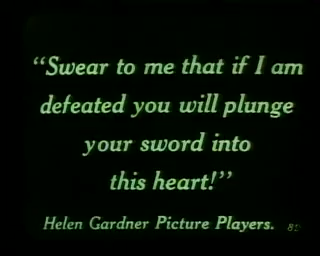 “Swear to me that if I am
defeated you will plunge
your sword into
this heart!”
Helen Gardner Picture Players.